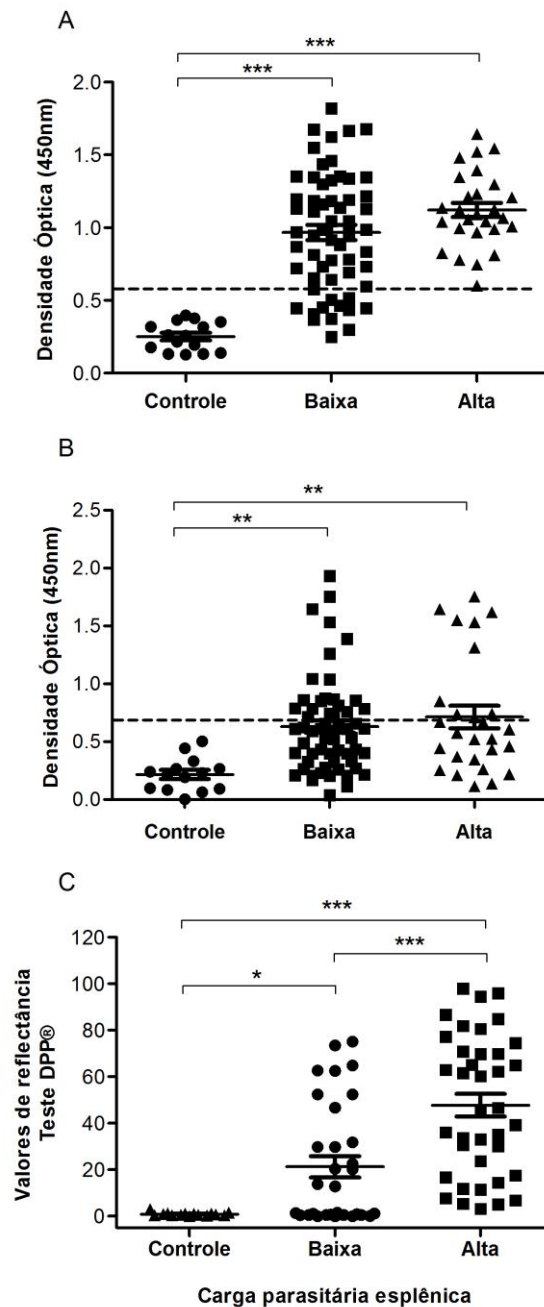 A
***
***
Densidade Óptica (450nm)
2.0
1.5
1.0
0.5
0.0
Controle Baixa Alta
B
**
**
Densidade Óptica (450nm)
2.5
2.0
1.5
1.0
0.5
0.0
Controle Baixa Alta
C
***
***
*
Valores de reflectância
Teste DPP®
120
100
80
60
40
20
0
Controle Baixa Alta
Carga parasitária esplênica